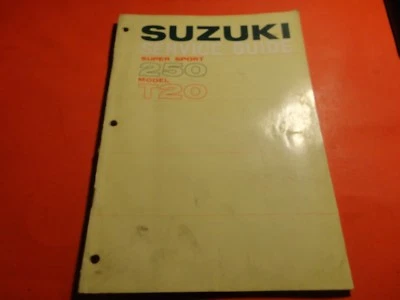 SUZUKI
SERVICE GUIDE
SUPER SPORT
250
MODEL
T20